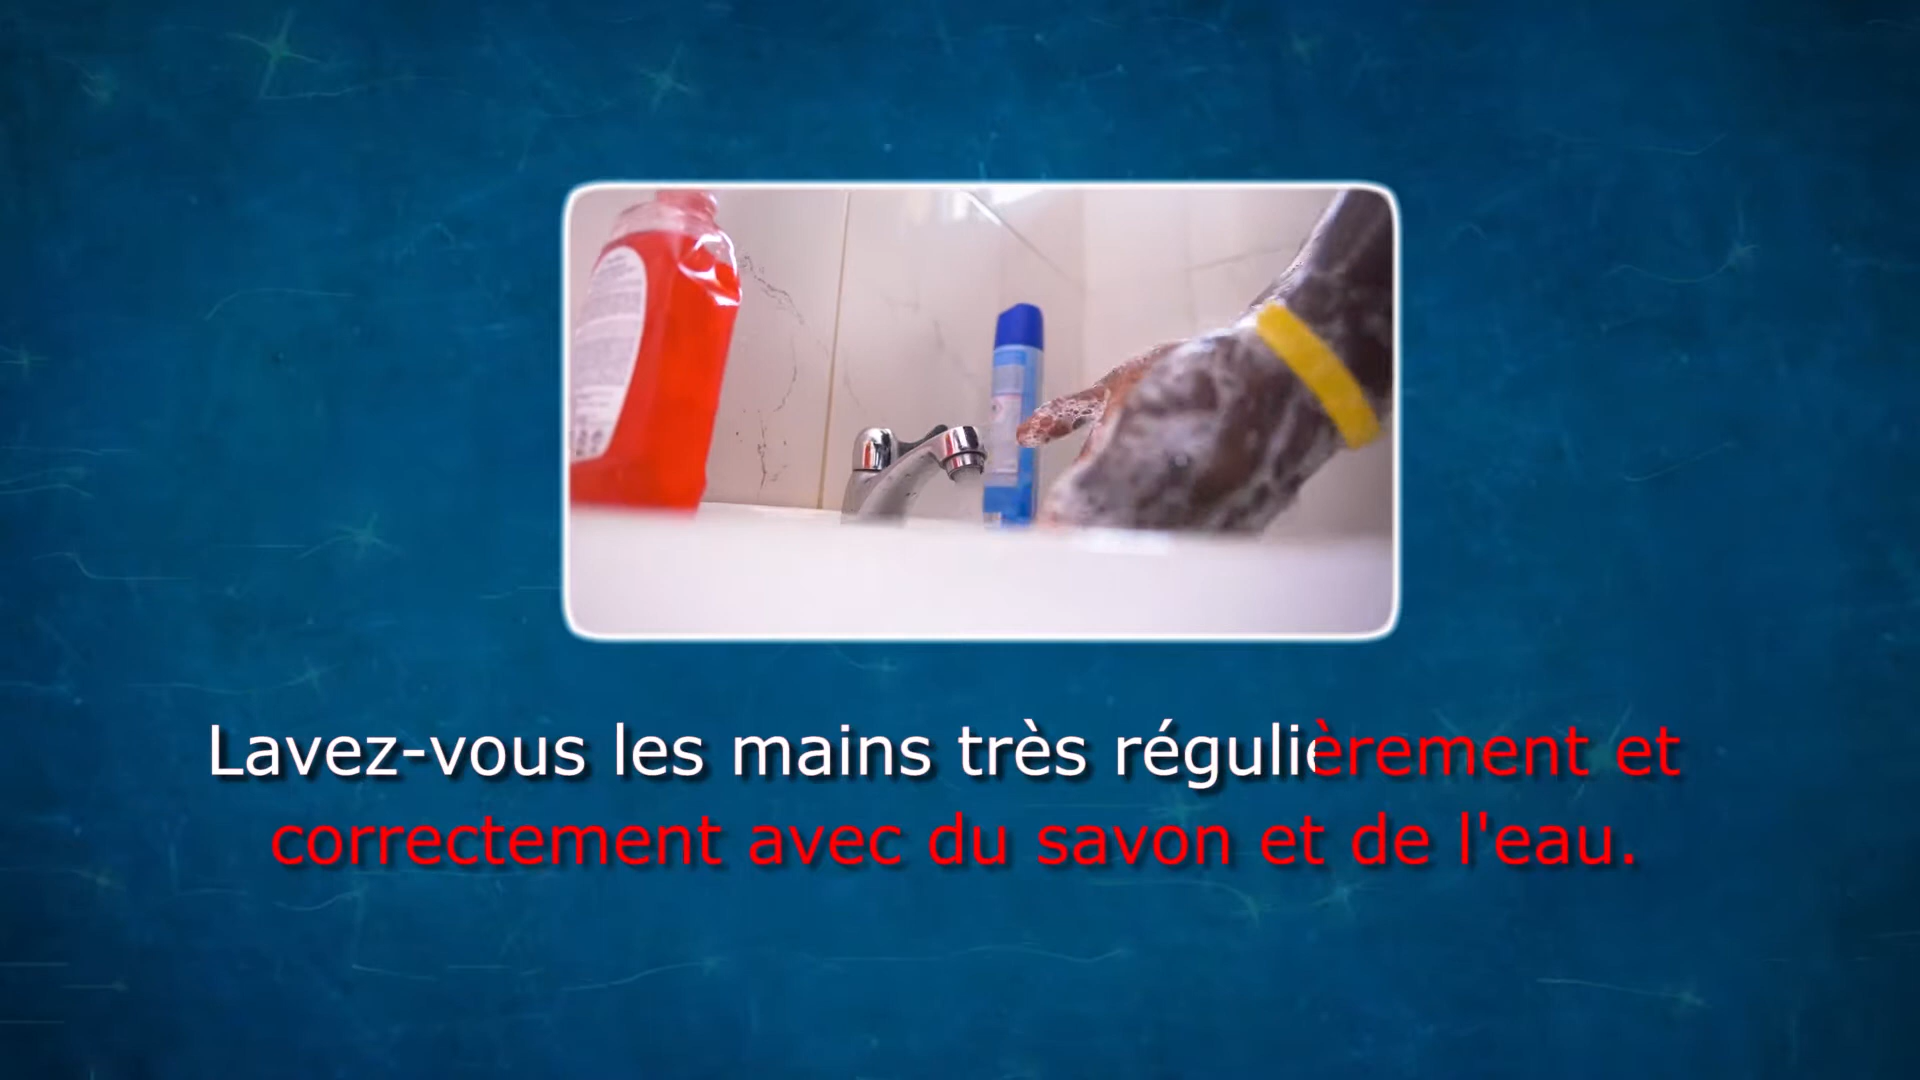 Lavez-vous les mains très régulièrement et
correctement avec du savon et de l'eau.